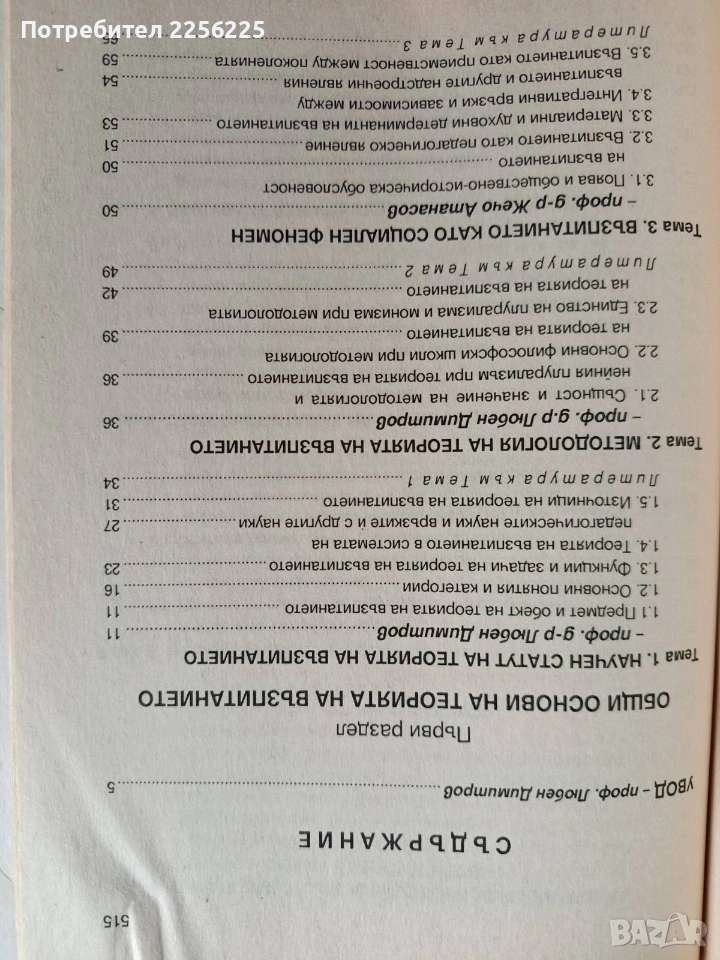 Потребител 2256225
515
СЪДЪРЖАНИЕ
УВОД – проф. Любен Димитров 5
Първи раздел
ОБЩИ ОСНОВИ НА ТЕОРИЯТА НА ВЪЗПИТАНИЕТО
Тема 1. НАУЧЕН СТАТУТ НА ТЕОРИЯТА НА ВЪЗПИТАНИЕТО
– проф. д-р Любен Димитров 11
1.1 Предмет и обект на теорията на възпитанието 11
1.2. Основни понятия и категории 16
1.3. Функции и задачи на теорията на възпитанието 23
1.4. Теорията на възпитанието в системата на
педагогическите науки и връзките ѝ с другите науки 27
1.5. Източници на теорията на възпитанието 31
Литература към Тема 1 34
Тема 2. МЕТОДОЛОГИЯ НА ТЕОРИЯТА НА ВЪЗПИТАНИЕТО
– проф. д-р Любен Димитров 36
2.1. Същност и значение на методологията и
нейния плурализъм при теорията на възпитанието 36
2.2. Основни философски школи при методологията
на теорията на възпитанието 39
2.3. Единство на плурализма и монизма при методологията
на теорията на възпитанието 42
Литература към Тема 2 49
Тема 3. ВЪЗПИТАНИЕТО КАТО СОЦИАЛЕН ФЕНОМЕН
– проф. д-р Жечо Атанасов 50
3.1. Поява и обществено-историческа обусловеност
на възпитанието 50
3.2. Възпитанието като педагогическо явление 51
3.3. Материални и духовни детерминанти на възпитанието 53
3.4. Интегративни връзки и зависимости между
възпитанието и другите надстроечни явления 54
3.5. Възпитанието като приемственост между поколенията 59
Литература към Тема 3 65
БАZАР